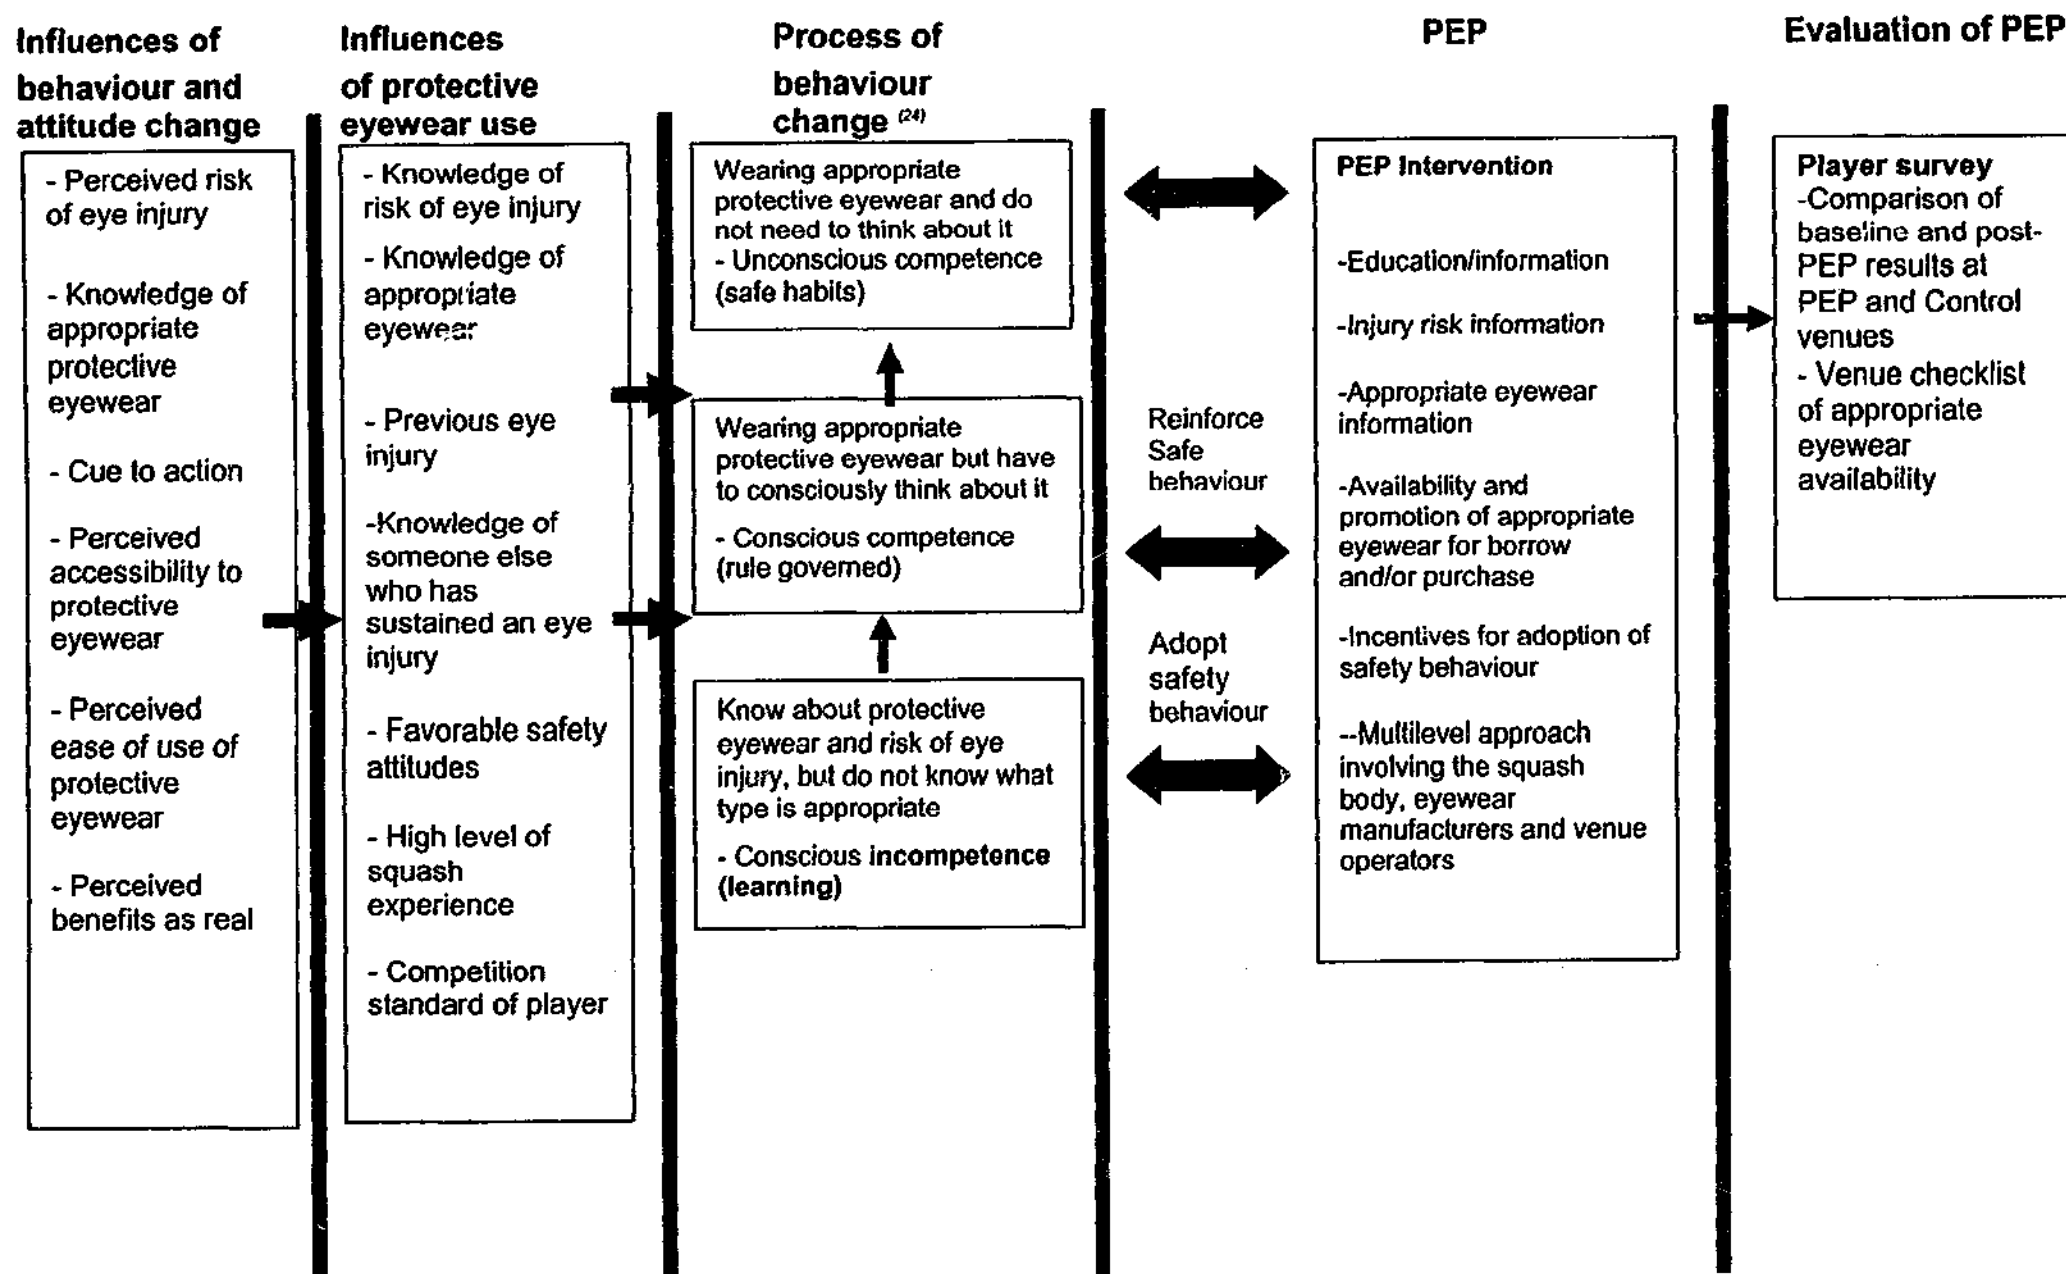 Influences of
behaviour and
attitude change
- Perceived risk
of eye injury
- Knowledge of
appropriate
protective
eyewear
- Cue to action
- Perceived
accessibility to
protective
eyewear
- Perceived
ease of use of
protective
eyewear
- Perceived
benefits as real
Influences
of protective
eyewear use
- Knowledge of
risk of eye injury
- Knowledge of
appropriate
eyewear
- Previous eye
injury
-Knowledge of
someone else
who has
sustained an eye
injury
- Favorable safety
attitudes
- High level of
squash
experience
- Competition
standard of player
Process of
behaviour
change (24)
Wearing appropriate
protective eyewear and do
not need to think about it
- Unconscious competence
(safe habits)
Wearing appropriate
protective eyewear but have
to consciously think about it
- Conscious competence
(rule governed)
Know about protective
eyewear and risk of eye
injury, but do not know what
type is appropriate
- Conscious incompetence
(learning)
Reinforce
Safe
behaviour
Adopt
safety
behaviour
PEP
PEP Intervention
-Education/information
-Injury risk information
-Appropriate eyewear
information
-Availability and
promotion of appropriate
eyewear for borrow
and/or purchase
-Incentives for adoption of
safety behaviour
--Multilevel approach
involving the squash
body, eyewear
manufacturers and venue
operators
Evaluation of PEP
Player survey
-Comparison of
baseline and post-
PEP results at
PEP and Control
venues
- Venue checklist
of appropriate
eyewear
availability